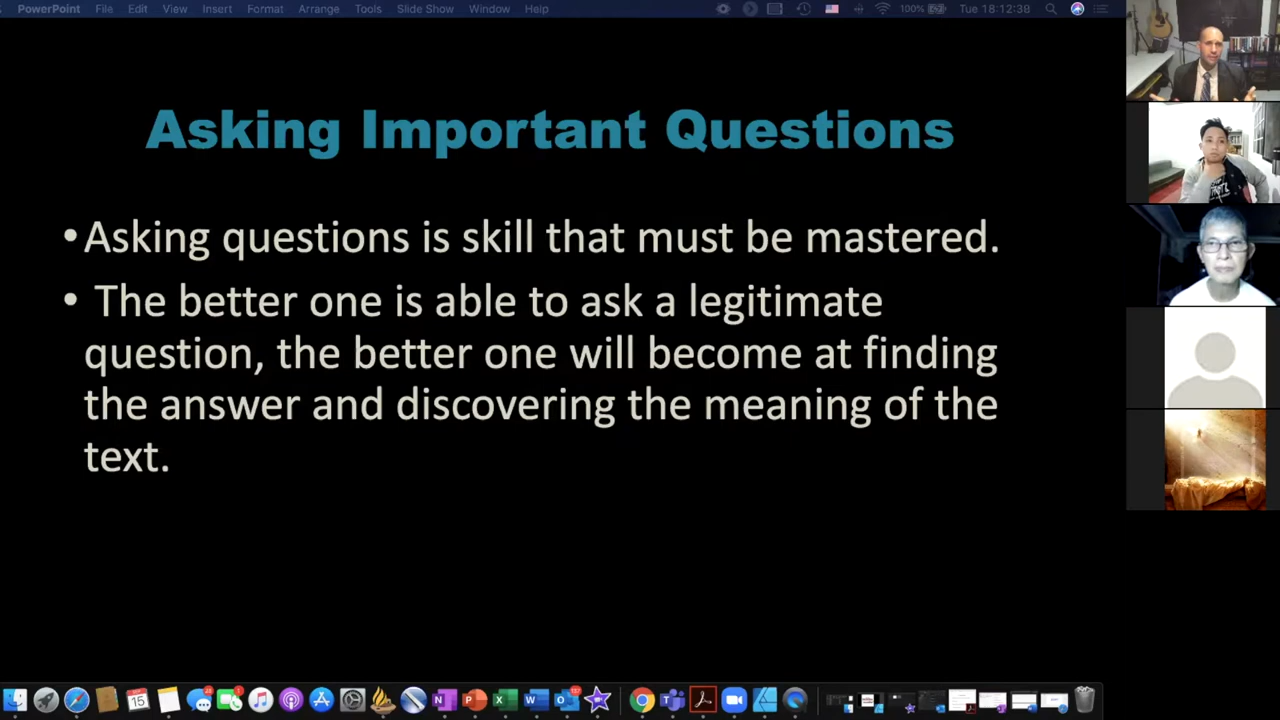 PowerPoint File Edit View Insert Format Arrange Tools Slide Show Window Help 100% Tue 18:12:38
Asking Important Questions
•Asking questions is skill that must be mastered.
• The better one is able to ask a legitimate
question, the better one will become at finding
the answer and discovering the meaning of the
text.
15